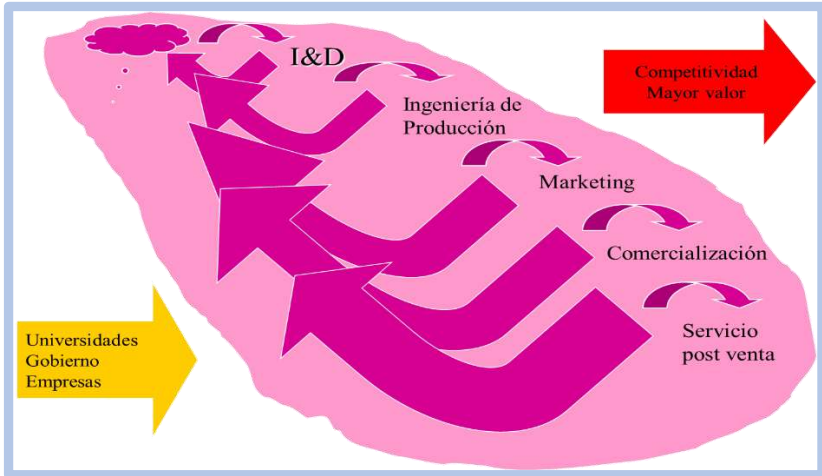 I&D
Competitividad
Mayor valor
Ingeniería de
Producción
Marketing
Comercialización
Universidades
Gobierno
Empresas
Servicio
post venta